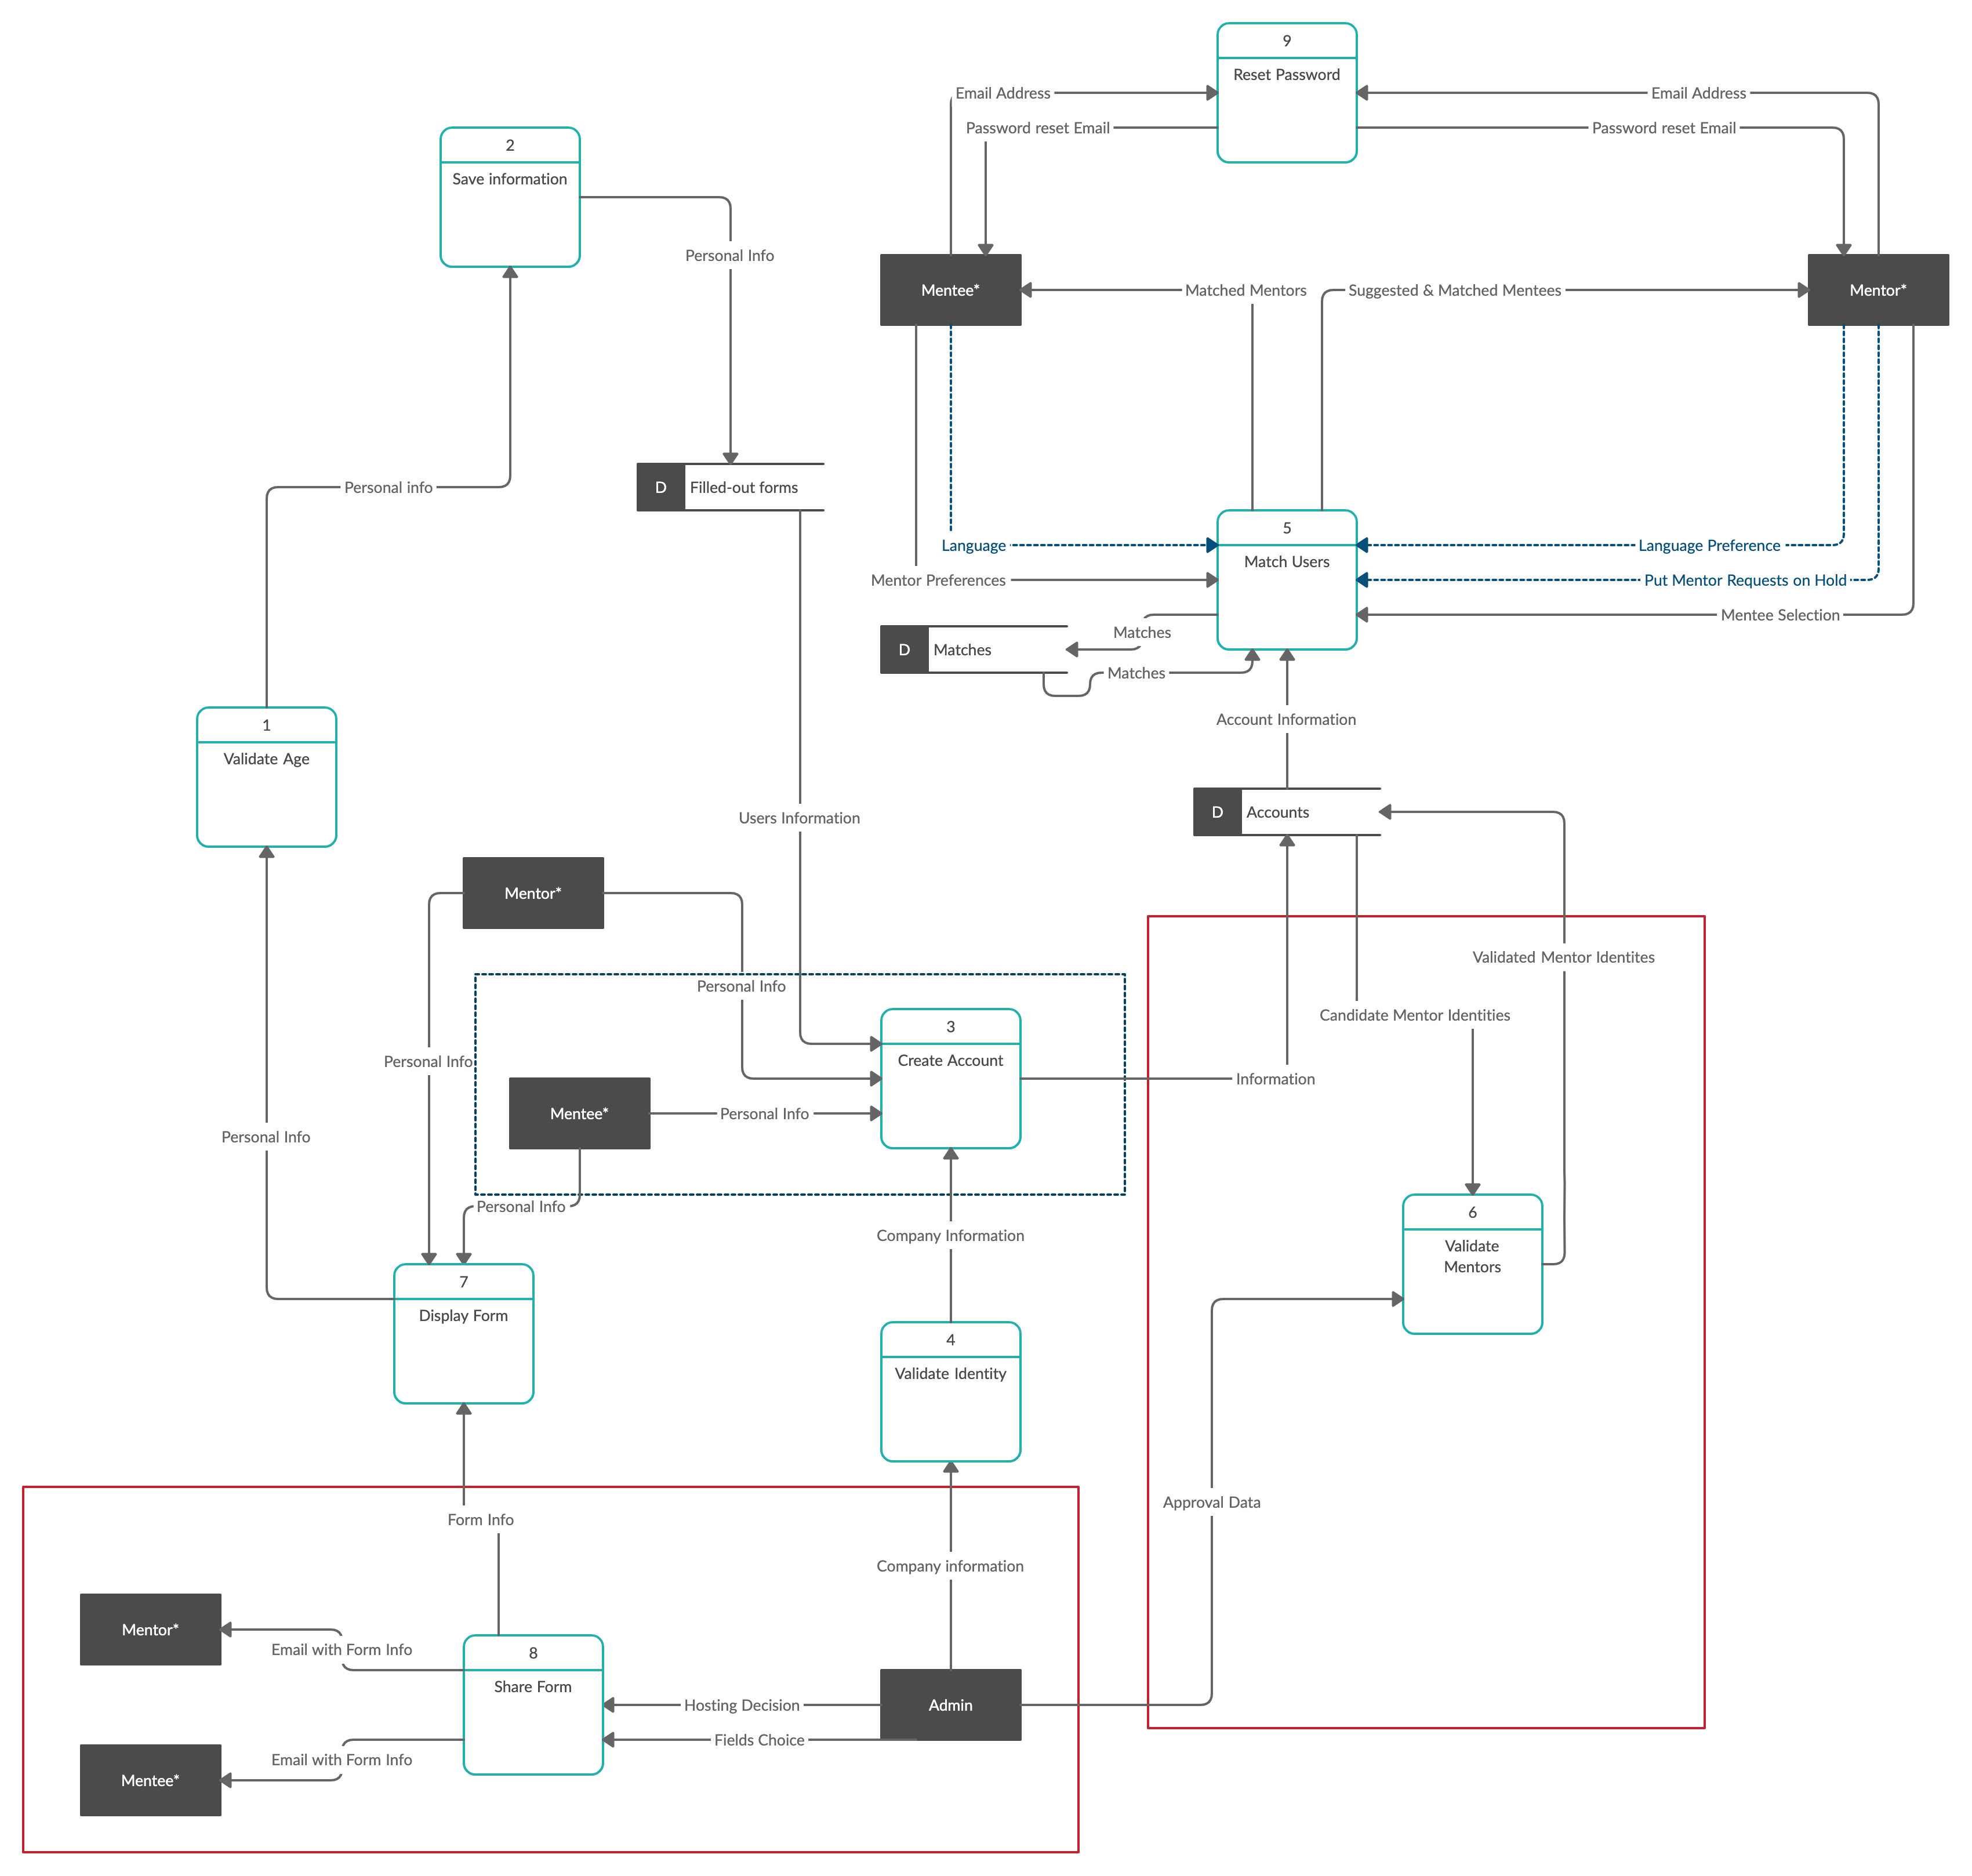 9
Reset Password
Email Address
Email Address
Password reset Email
Password reset Email
2
Save information
Personal Info
Mentee*
Matched Mentors
Suggested & Matched Mentees
Mentor*
Personal info
D
Filled-out forms
5
Match Users
Language
Language Preference
Mentor Preferences
Put Mentor Requests on Hold
Mentee Selection
Matches
D
Matches
Matches
Account Information
1
Validate Age
D
Accounts
Users Information
Mentor*
Validated Mentor Identites
Personal Info
Candidate Mentor Identities
3
Create Account
Personal Info
Information
Mentee*
Personal Info
Personal Info
Personal Info
6
Validate
Mentors
Company Information
7
Display Form
4
Validate Identity
Approval Data
Form Info
Company information
Mentor*
Email with Form Info
8
Share Form
Hosting Decision
Admin
Fields Choice
Email with Form Info
Mentee*